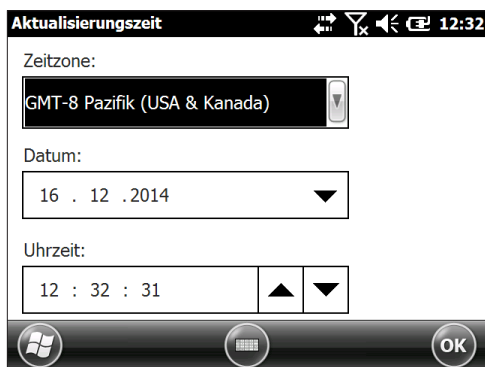 Aktualisierungszeit 12:32
Zeitzone:
GMT-8 Pazifik (USA & Kanada)
Datum:
16 . 12 .2014
Uhrzeit:
12 : 32 : 31
OK